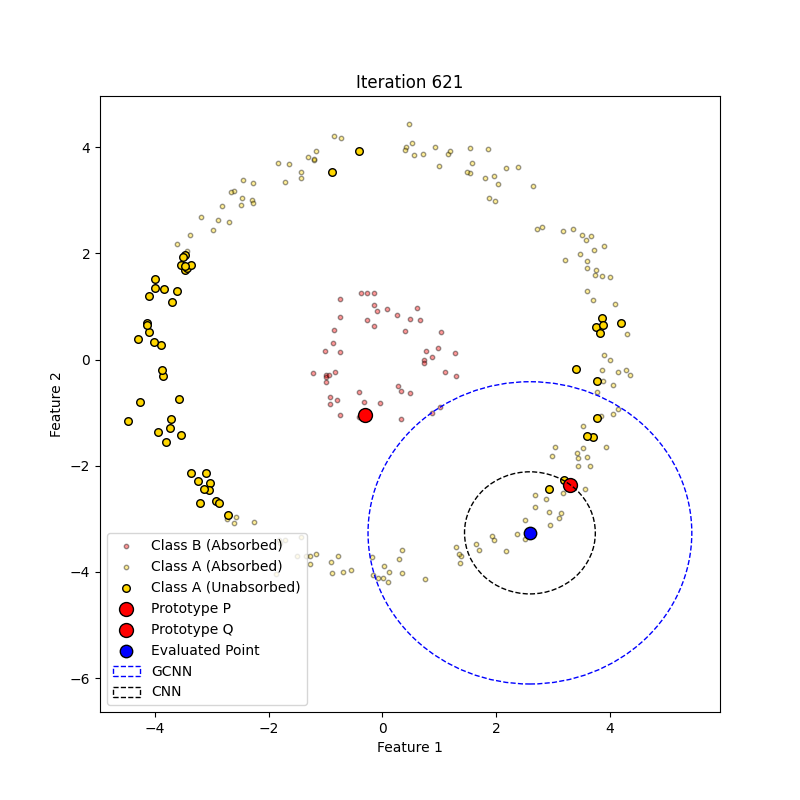 Iteration 621
Feature 2
4
2
0
−2
−4
−6
−4
−2
0
2
4
Feature 1
Class B (Absorbed)
Class A (Absorbed)
Class A (Unabsorbed)
Prototype P
Prototype Q
Evaluated Point
GCNN
CNN